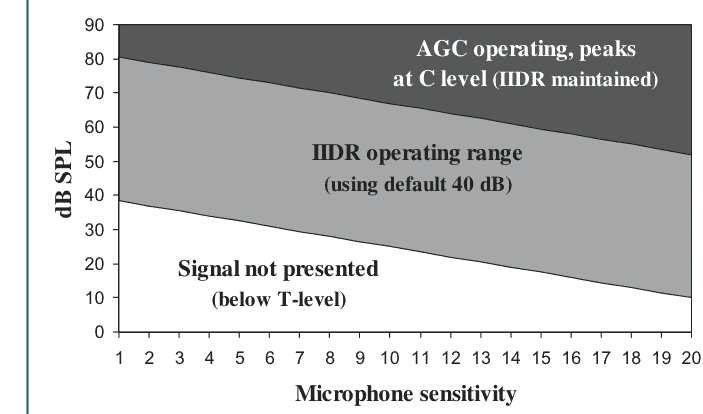 90
80
70
60
50
40
30
20
10
0
dB SPL
AGC operating, peaks
at C level (IIDR maintained)
IIDR operating range
(using default 40 dB)
Signal not presented
(below T-level)
1 2 3 4 5 6 7 8 9 10 11 12 13 14 15 16 17 18 19 20
Microphone sensitivity